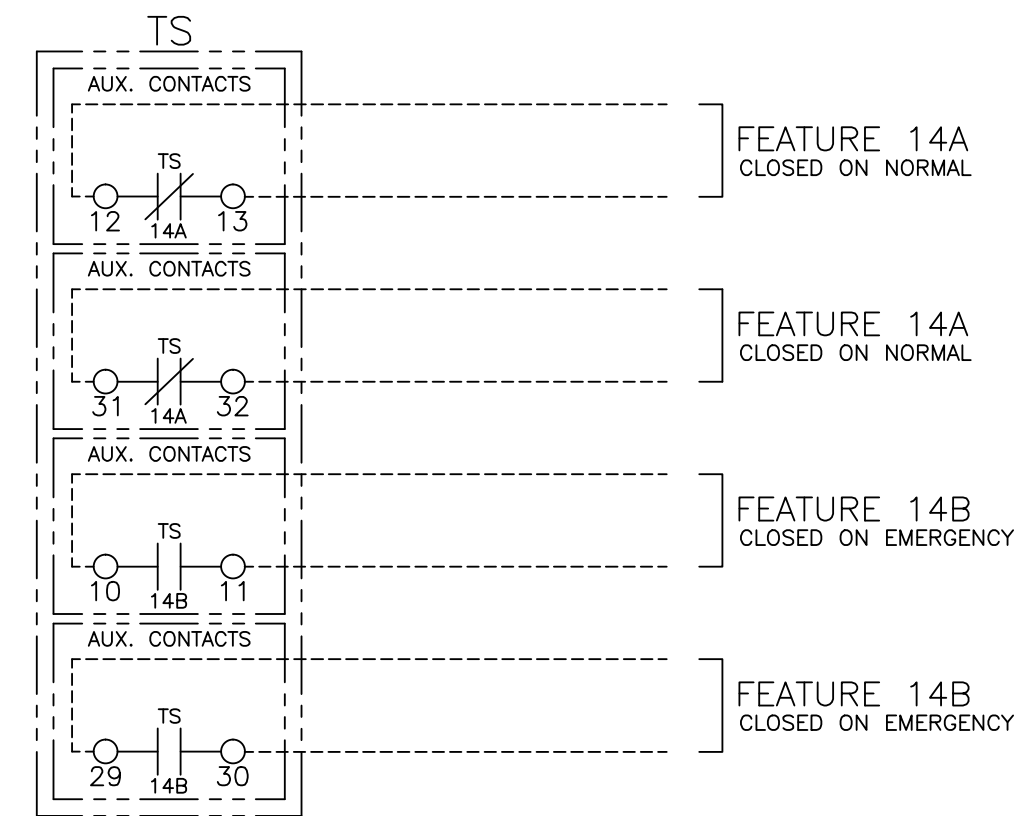 TS
AUX. CONTACTS
TS
12 13
14A
FEATURE 14A
CLOSED ON NORMAL
AUX. CONTACTS
TS
31 32
14A
FEATURE 14A
CLOSED ON NORMAL
AUX. CONTACTS
TS
10 11
14B
FEATURE 14B
CLOSED ON EMERGENCY
AUX. CONTACTS
TS
29 30
14B
FEATURE 14B
CLOSED ON EMERGENCY